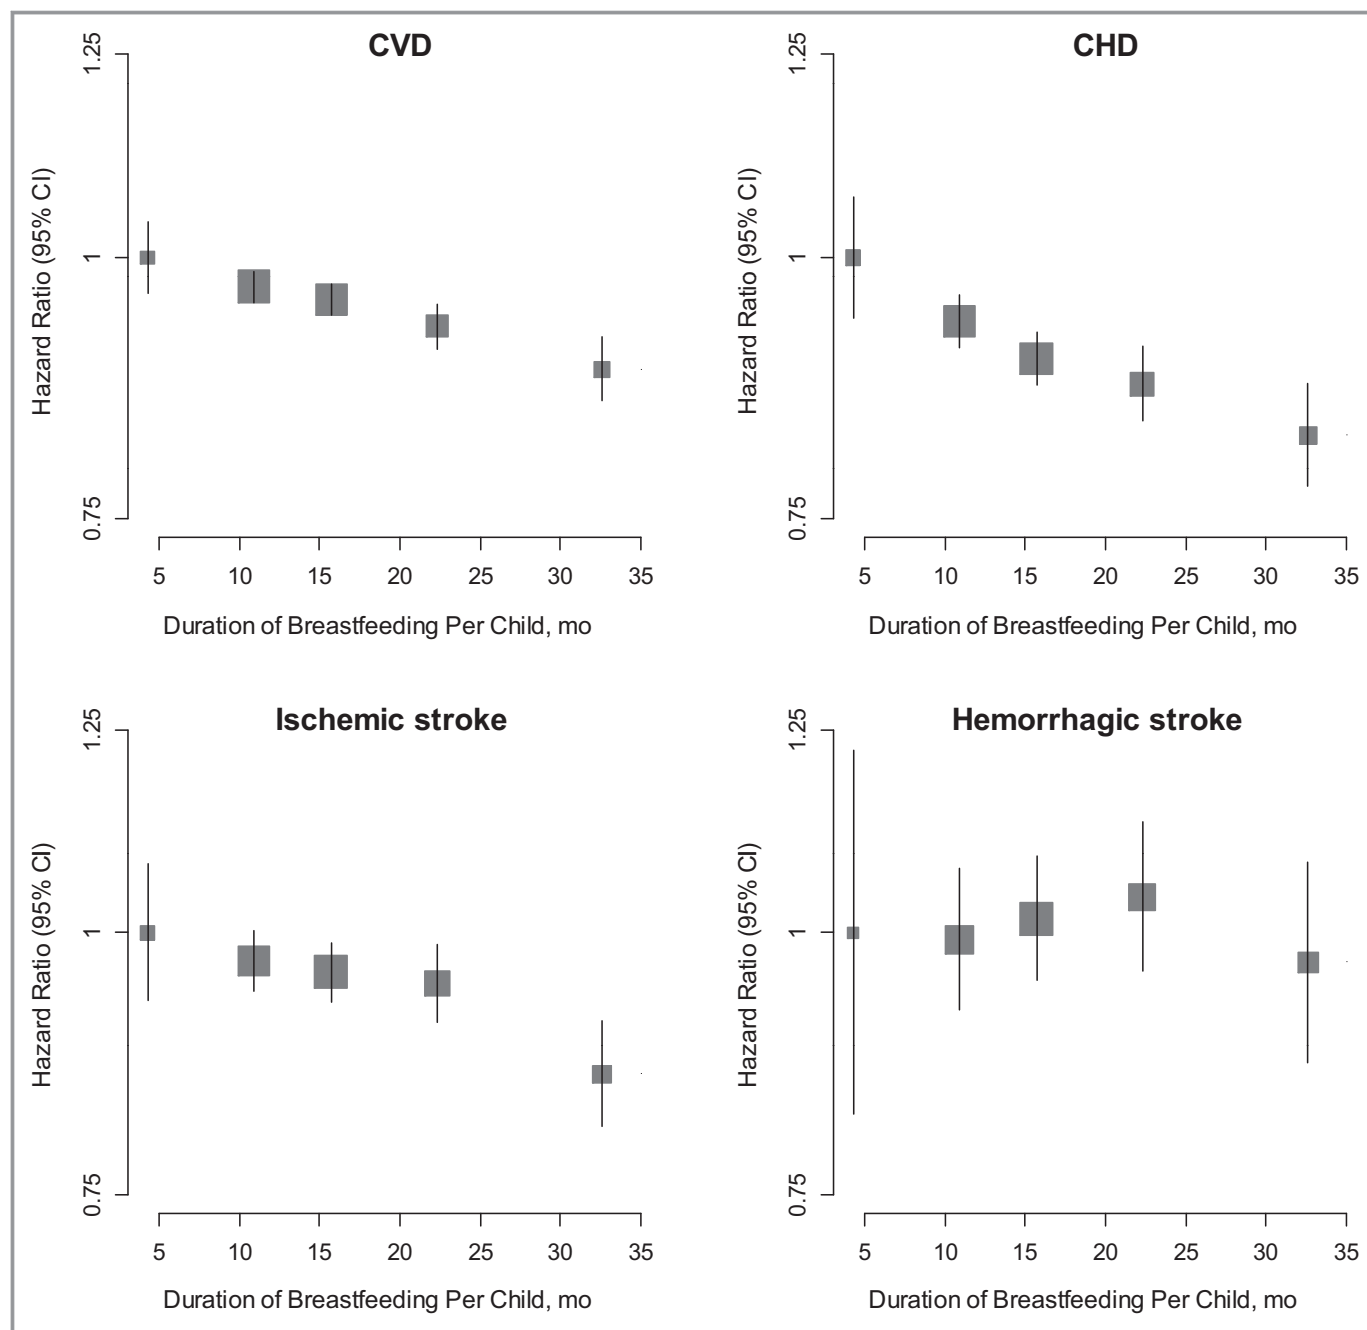 CVD
1.25
1
0.75
Hazard Ratio (95% CI)
5 10 15 20 25 30 35
Duration of Breastfeeding Per Child, mo
CHD
1.25
1
0.75
Hazard Ratio (95% CI)
5 10 15 20 25 30 35
Duration of Breastfeeding Per Child, mo
Ischemic stroke
1.25
1
0.75
Hazard Ratio (95% CI)
5 10 15 20 25 30 35
Duration of Breastfeeding Per Child, mo
Hemorrhagic stroke
1.25
1
0.75
Hazard Ratio (95% CI)
5 10 15 20 25 30 35
Duration of Breastfeeding Per Child, mo